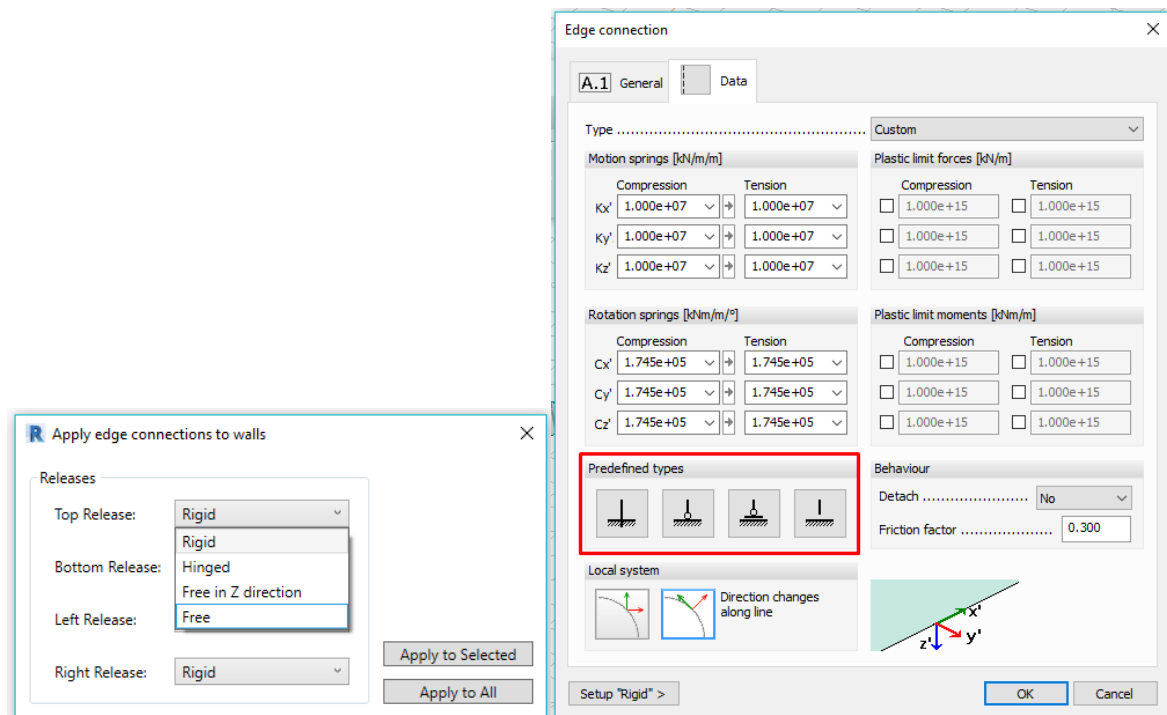 Edge connection
A.1 General Data
Type Custom
Motion springs [kN/m/m] Plastic limit forces [kN/m]
Compression Tension Compression Tension
Kx' 1.000e+07 1.000e+07 1.000e+15 1.000e+15
Ky' 1.000e+07 1.000e+07 1.000e+15 1.000e+15
Kz' 1.000e+07 1.000e+07 1.000e+15 1.000e+15
Rotation springs [kNm/m/°] Plastic limit moments [kNm/m]
Compression Tension Compression Tension
Cx' 1.745e+05 1.745e+05 1.000e+15 1.000e+15
Cy' 1.745e+05 1.745e+05 1.000e+15 1.000e+15
Cz' 1.745e+05 1.745e+05 1.000e+15 1.000e+15
Predefined types Behaviour
Detach No
Friction factor 0.300
Local system
Direction changes
along line
x'
y'
z'
Setup "Rigid" > OK Cancel
R Apply edge connections to walls
Releases
Top Release: Rigid
Rigid
Bottom Release: Hinged
Free in Z direction
Left Release: Free
Right Release: Rigid
Apply to Selected
Apply to All